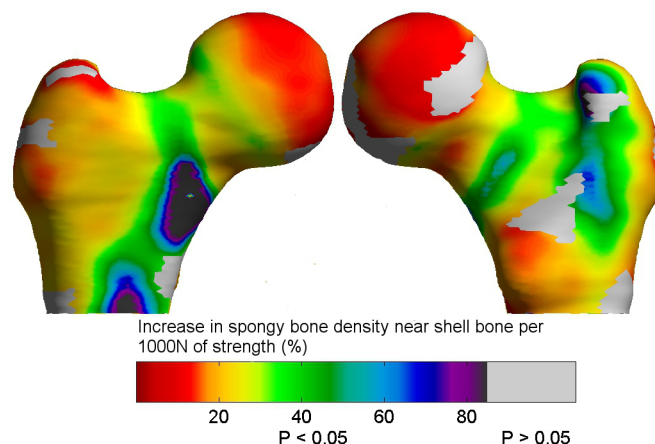 Increase in spongy bone density near shell bone per
1000N of strength (%)
20 40 60 80
P < 0.05 P > 0.05